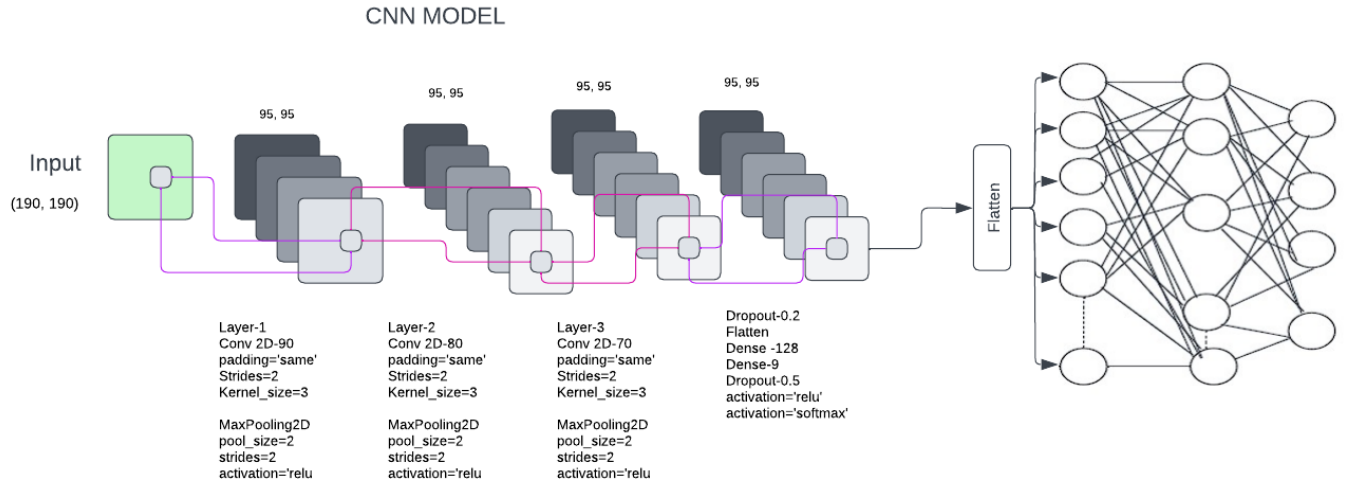 CNN MODEL
Input
(190, 190)
95, 95
95, 95
95, 95
95, 95
Flatten
Layer-1
Conv 2D-90
padding='same'
Strides=2
Kernel_size=3
MaxPooling2D
pool_size=2
strides=2
activation='relu
Layer-2
Conv 2D-80
padding='same'
Strides=2
Kernel_size=3
MaxPooling2D
pool_size=2
strides=2
activation='relu
Layer-3
Conv 2D-70
padding='same'
Strides=2
Kernel_size=3
MaxPooling2D
pool_size=2
strides=2
activation='relu
Dropout-0.2
Flatten
Dense -128
Dense-9
Dropout-0.5
activation='relu'
activation='softmax'